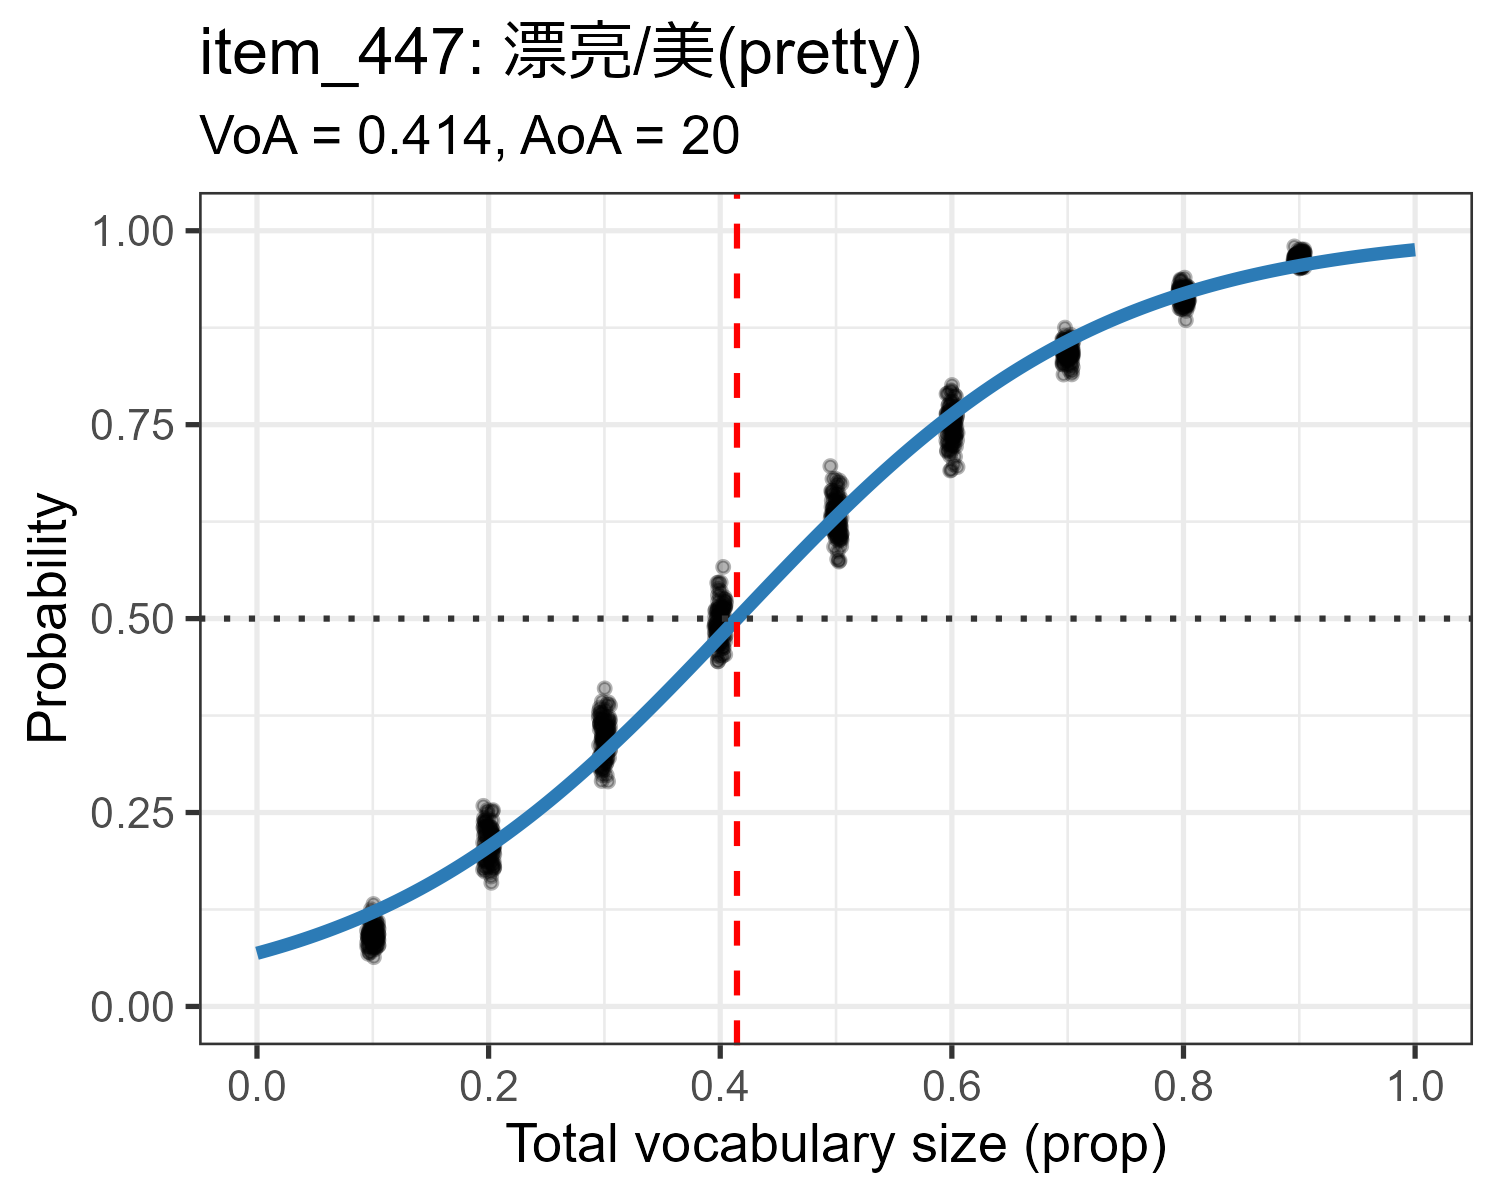 item_447: 漂亮/美(pretty)
VoA = 0.414, AoA = 20
Probability
1.00
0.75
0.50
0.25
0.00
0.0 0.2 0.4 0.6 0.8 1.0
Total vocabulary size (prop)